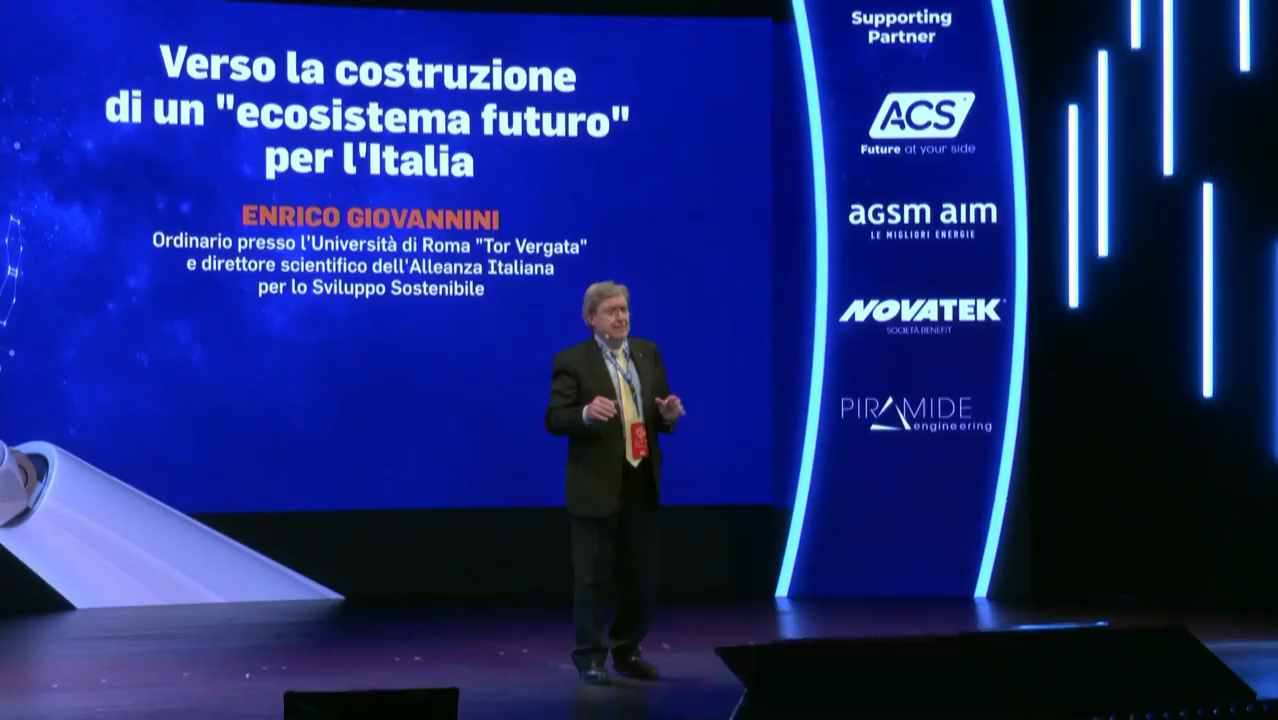 Verso la costruzione
di un "ecosistema futuro"
per l'Italia
ENRICO GIOVANNINI
Ordinario presso l'Università di Roma "Tor Vergata"
e direttore scientifico dell'Alleanza Italiana
per lo Sviluppo Sostenibile
Supporting
Partner
ACS
Future at your side
agsm aim
LE MIGLIORI ENERGIE
NOVATEK
SOCIETÀ BENEFIT
PIRAMIDE
engineering